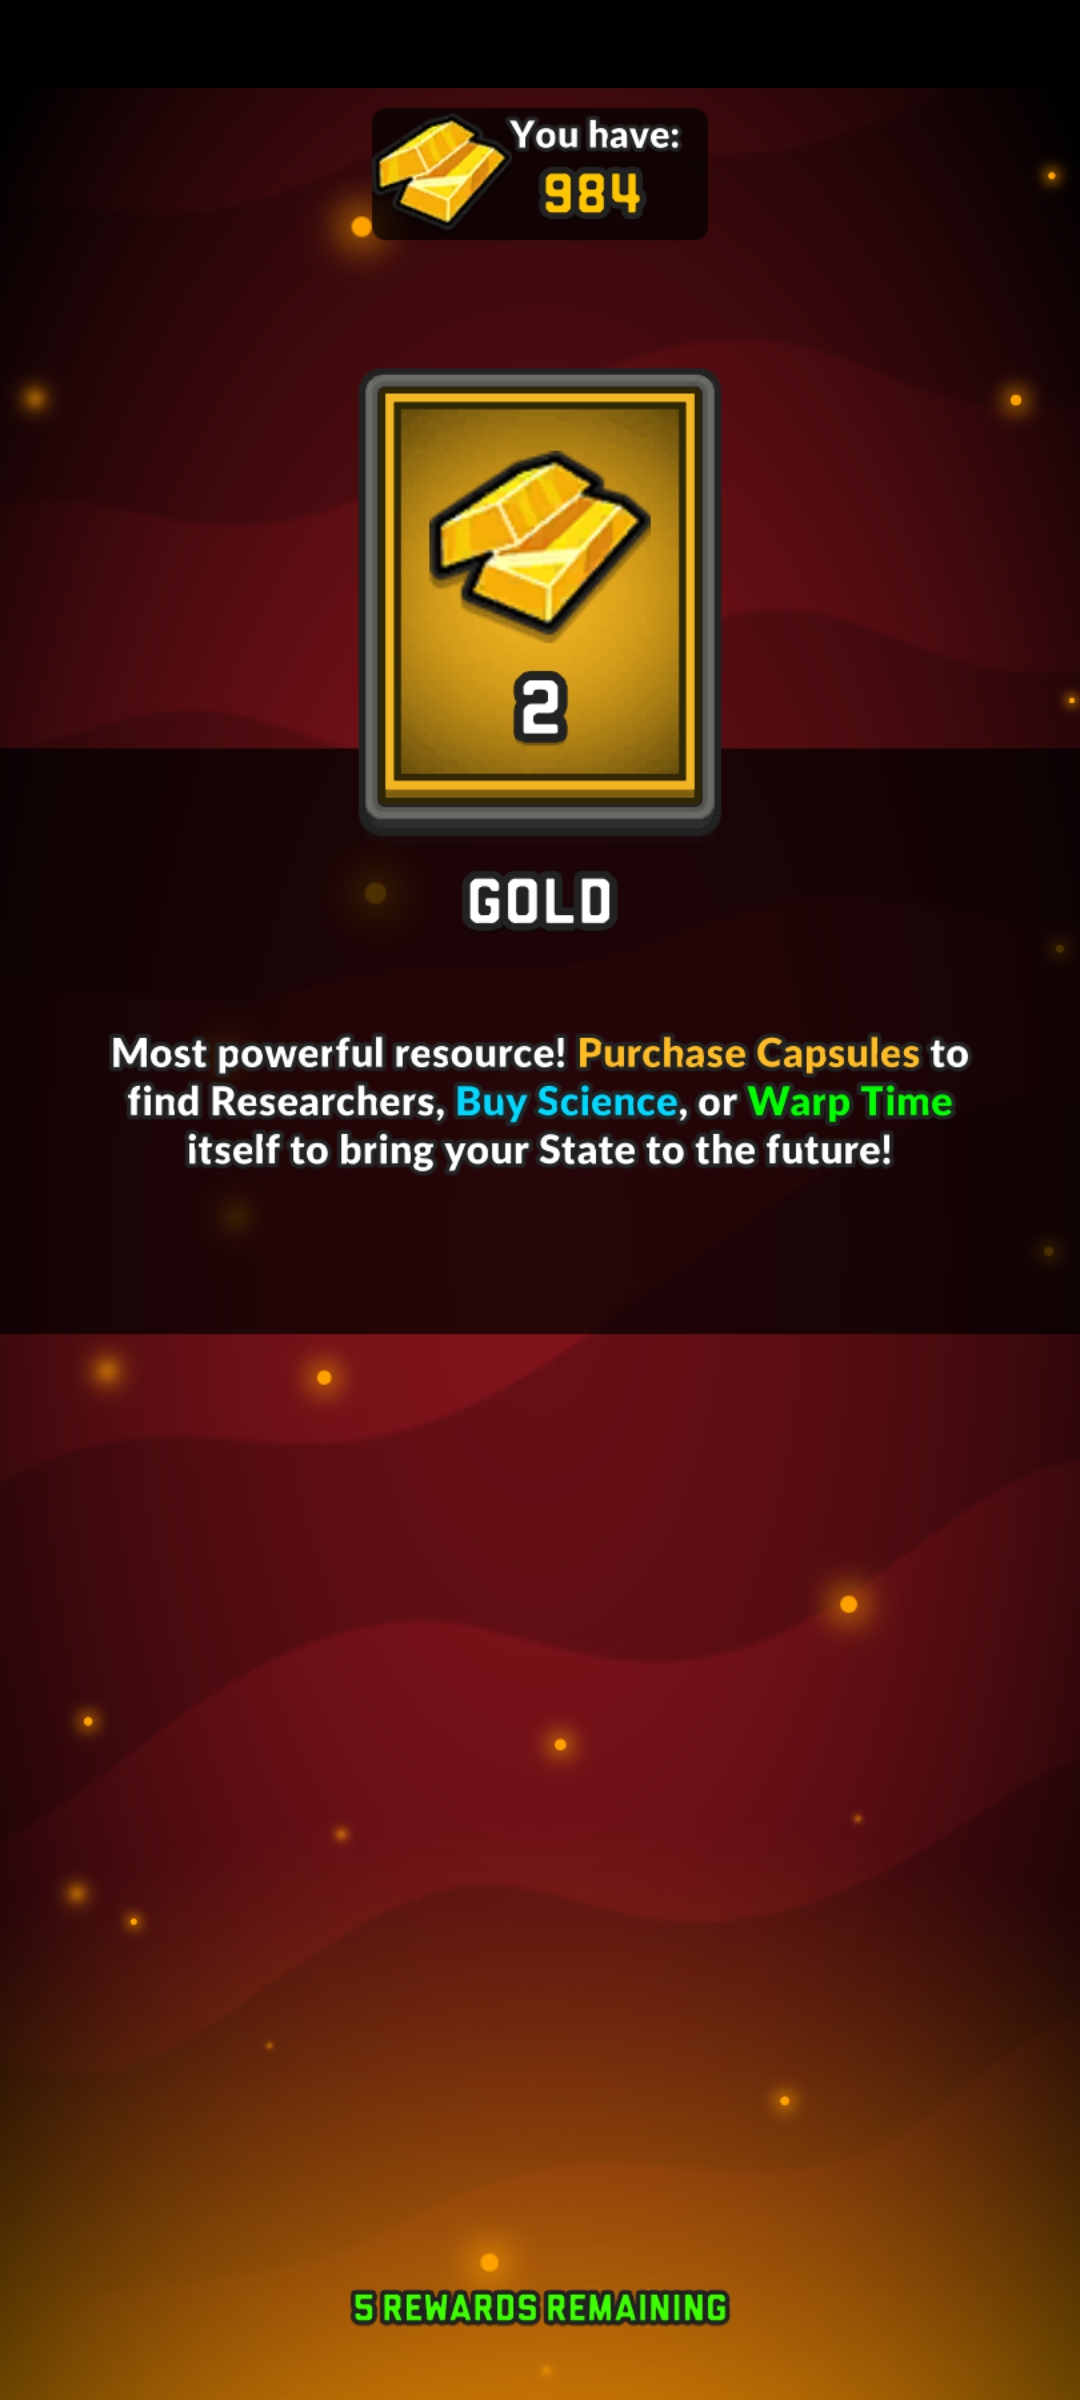 You have:
984
2
GOLD
Most powerful resource! Purchase Capsules to
find Researchers, Buy Science, or Warp Time
itself to bring your State to the future!
5 REWARDS REMAINING